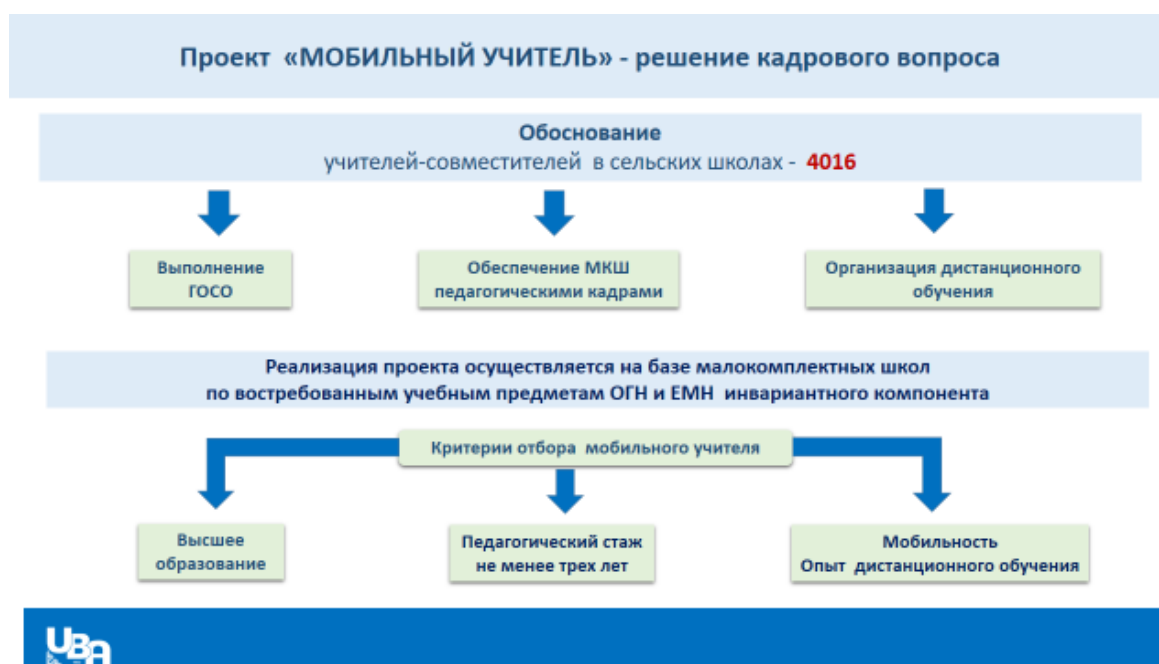 Проект «МОБИЛЬНЫЙ УЧИТЕЛЬ» - решение кадрового вопроса
Обоснование
учителей-совместителей в сельских школах - 4016
Выполнение
ГОСО
Обеспечение МКШ
педагогическими кадрами
Организация дистанционного
обучения
Реализация проекта осуществляется на базе малокомплектных школ
по востребованным учебным предметам ОГН и ЕМН инвариантного компонента
Критерии отбора мобильного учителя
Высшее
образование
Педагогический стаж
не менее трех лет
Мобильность
Опыт дистанционного обучения